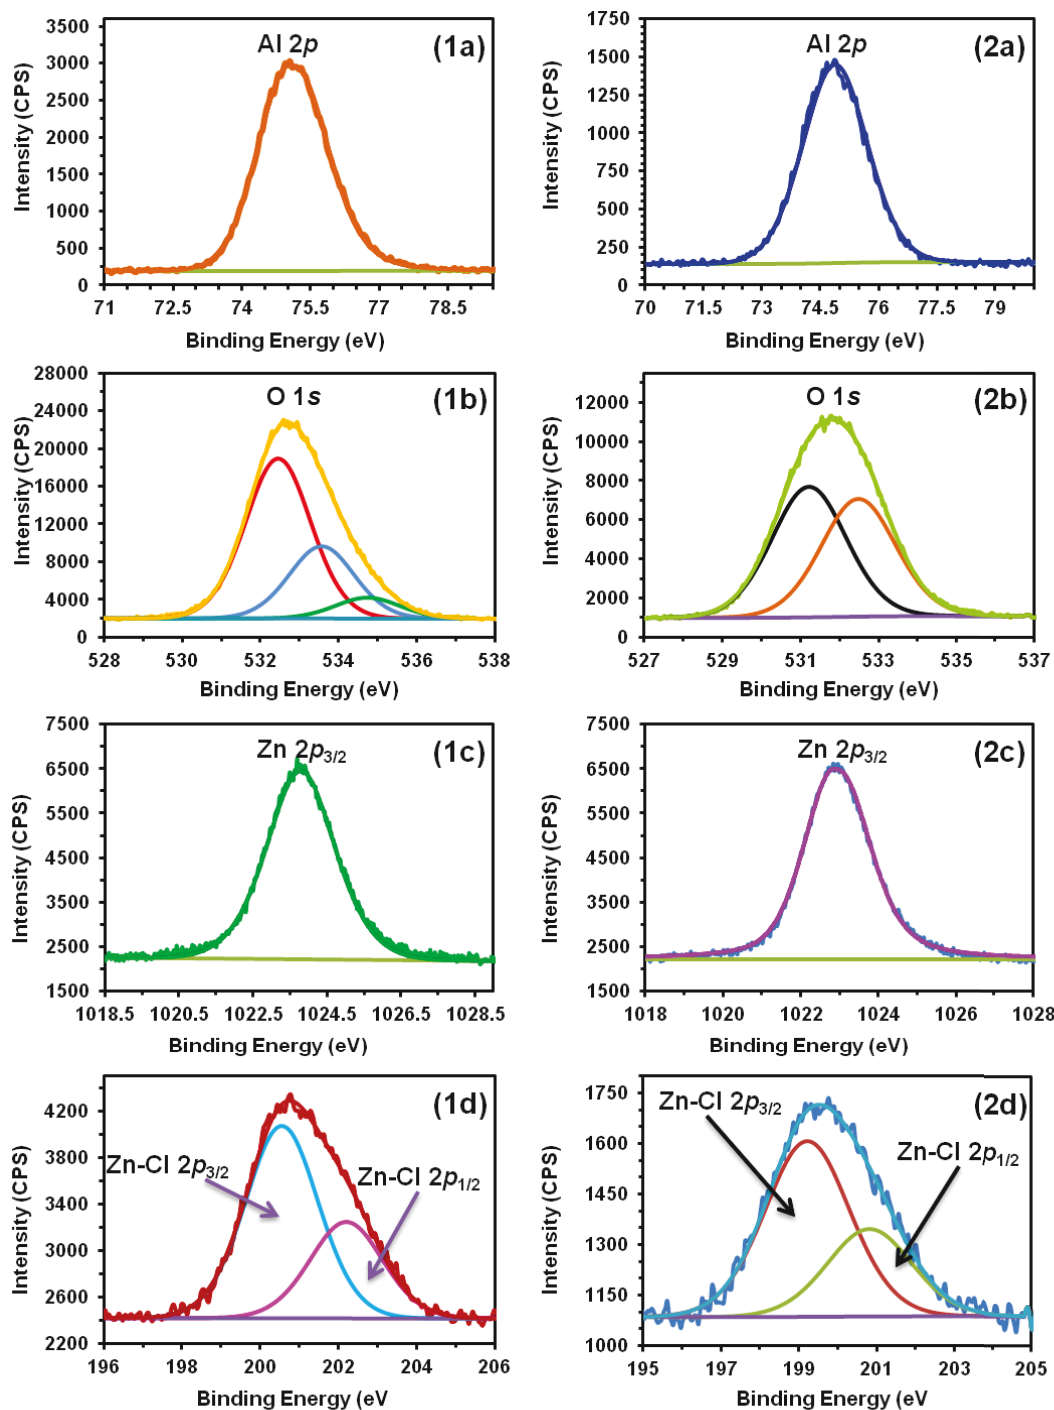 Al 2p
(1a)
Intensity (CPS)
3500
3000
2500
2000
1500
1000
500
0
71 72.5 74 75.5 77 78.5
Binding Energy (eV)
Al 2p
(2a)
Intensity (CPS)
1750
1500
1250
1000
750
500
250
0
70 71.5 73 74.5 76 77.5 79
Binding Energy (eV)
O 1s
(1b)
Intensity (CPS)
28000
24000
20000
16000
12000
8000
4000
0
528 530 532 534 536 538
Binding Energy (eV)
O 1s
(2b)
Intensity (CPS)
12000
10000
8000
6000
4000
2000
0
527 529 531 533 535 537
Binding Energy (eV)
Zn 2p3/2
(1c)
Intensity (CPS)
7500
6500
5500
4500
3500
2500
1500
1018.5 1020.5 1022.5 1024.5 1026.5 1028.5
Binding Energy (eV)
Zn 2p3/2
(2c)
Intensity (CPS)
7500
6500
5500
4500
3500
2500
1500
1018 1020 1022 1024 1026 1028
Binding Energy (eV)
(1d)
Zn-Cl 2p3/2
Zn-Cl 2p1/2
Intensity (CPS)
4200
3800
3400
3000
2600
2200
196 198 200 202 204 206
Binding Energy (eV
(2d)
Zn-Cl 2p3/2
Zn-Cl 2p1/2
Intensity (CPS)
1750
1600
1450
1300
1150
1000
195 197 199 201 203 205
Binding Energy (eV